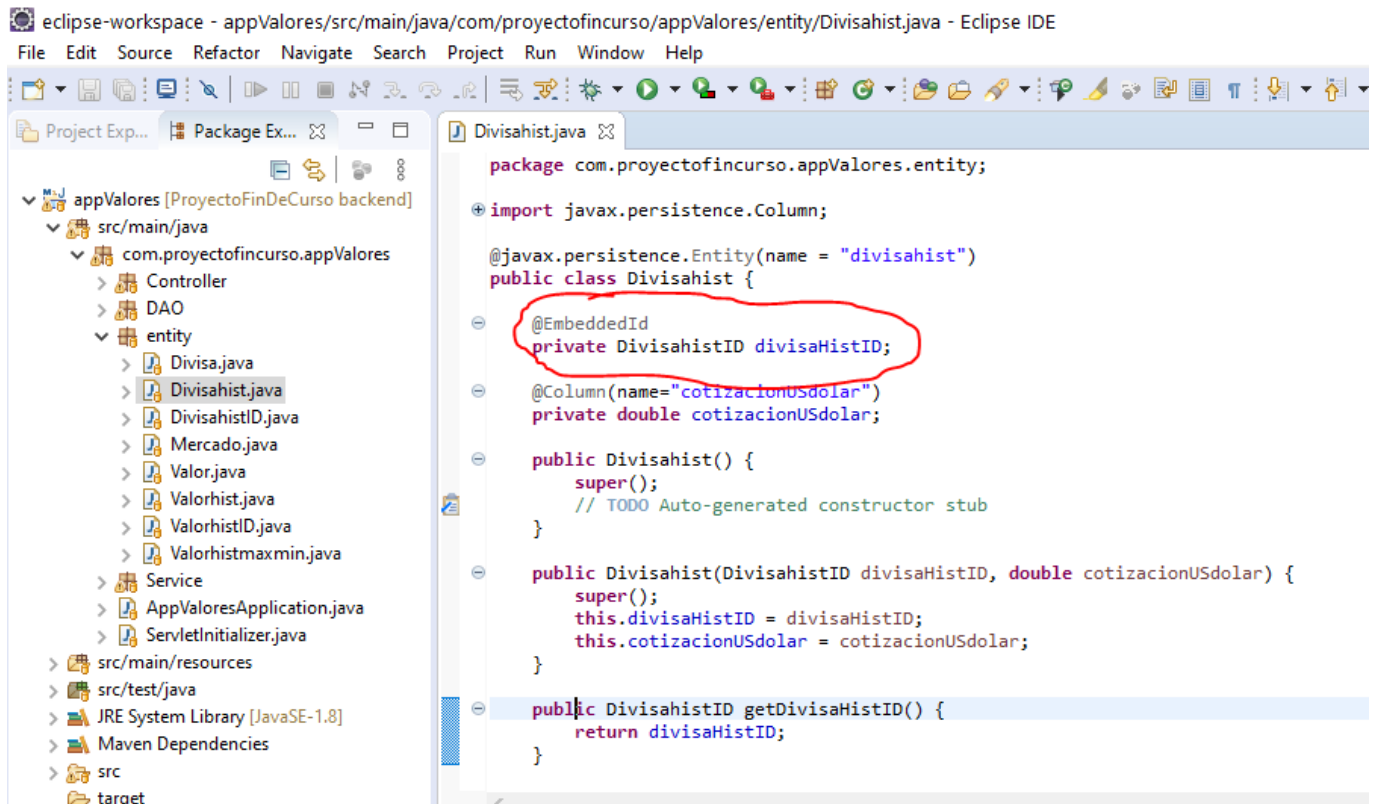 eclipse-workspace - appValores/src/main/java/com/proyectofincurso/appValores/entity/Divisahist.java - Eclipse IDE
File Edit Source Refactor Navigate Search Project Run Window Help
Project Exp... Package Ex...
appValores [ProyectoFinDeCurso backend]
src/main/java
com.proyectofincurso.appValores
Controller
DAO
entity
Divisa.java
Divisahist.java
DivisahistID.java
Mercado.java
Valor.java
Valorhist.java
ValorhistID.java
Valorhistmaxmin.java
Service
AppValoresApplication.java
ServletInitializer.java
src/main/resources
src/test/java
JRE System Library [JavaSE-1.8]
Maven Dependencies
src
target
Divisahist.java
package com.proyectofincurso.appValores.entity;
import javax.persistence.Column;
@javax.persistence.Entity(name = "divisahist")
public class Divisahist {
@EmbeddedId
private DivisahistID divisaHistID;
@Column(name="cotizacionUSdolar")
private double cotizacionUSdolar;
public Divisahist() {
super();
// TODO Auto-generated constructor stub
}
public Divisahist(DivisahistID divisaHistID, double cotizacionUSdolar) {
super();
this.divisaHistID = divisaHistID;
this.cotizacionUSdolar = cotizacionUSdolar;
}
public DivisahistID getDivisaHistID() {
return divisaHistID;
}